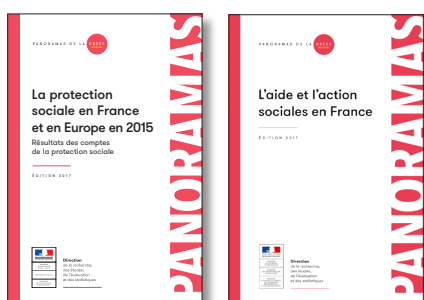 PANORAMAS DE LA DREES
La protection
sociale en France
et en Europe en 2015
Résultats des comptes
de la protection sociale
ÉDITION 2017
Direction
de la recherche,
des études,
de l'évaluation
et des statistiques
PANORAMAS
PANORAMAS DE LA DREES
L'aide et l'action
sociales en France
ÉDITION 2017
Direction
de la recherche,
des études,
de l'évaluation
et des statistiques
PANORAMAS